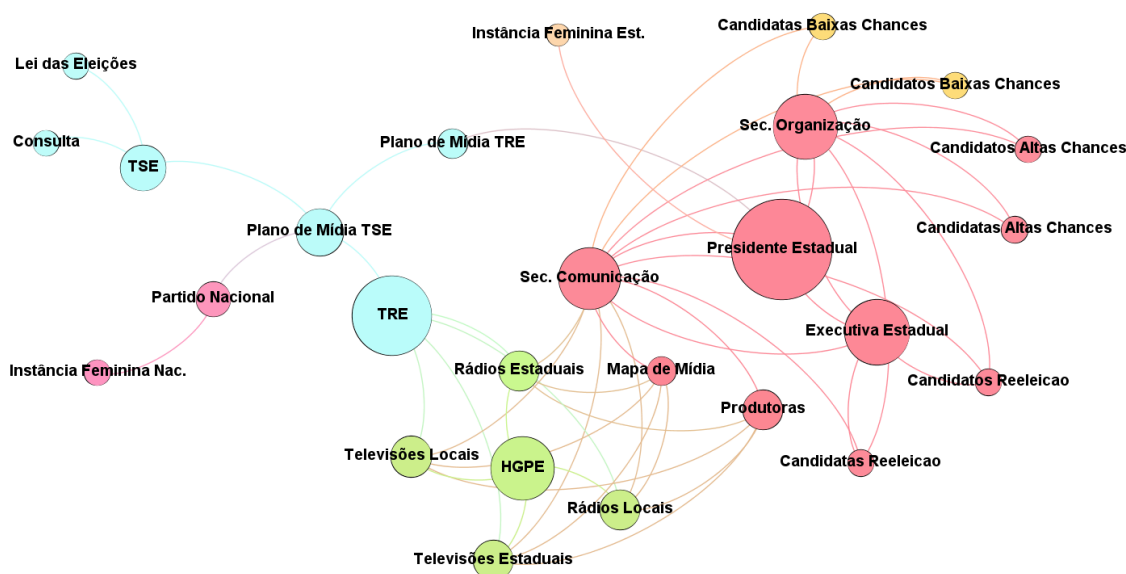 Candidatas Baixas Chances
Instância Feminina Est.
Lei das Eleições
Candidatos Baixas Chances
Sec. Organização
Consulta
Plano de Mídia TRE
Candidatos Altas Chances
TSE
Candidatas Altas Chances
Plano de Mídia TSE
Presidente Estadual
Sec. Comunicação
Partido Nacional
TRE
Executiva Estadual
Instância Feminina Nac.
Rádios Estaduais
Mapa de Mídia
Candidatos Reeleicao
Produtoras
Televisões Locais
HGPE
Candidatas Reeleicao
Rádios Locais
Televisões Estaduais